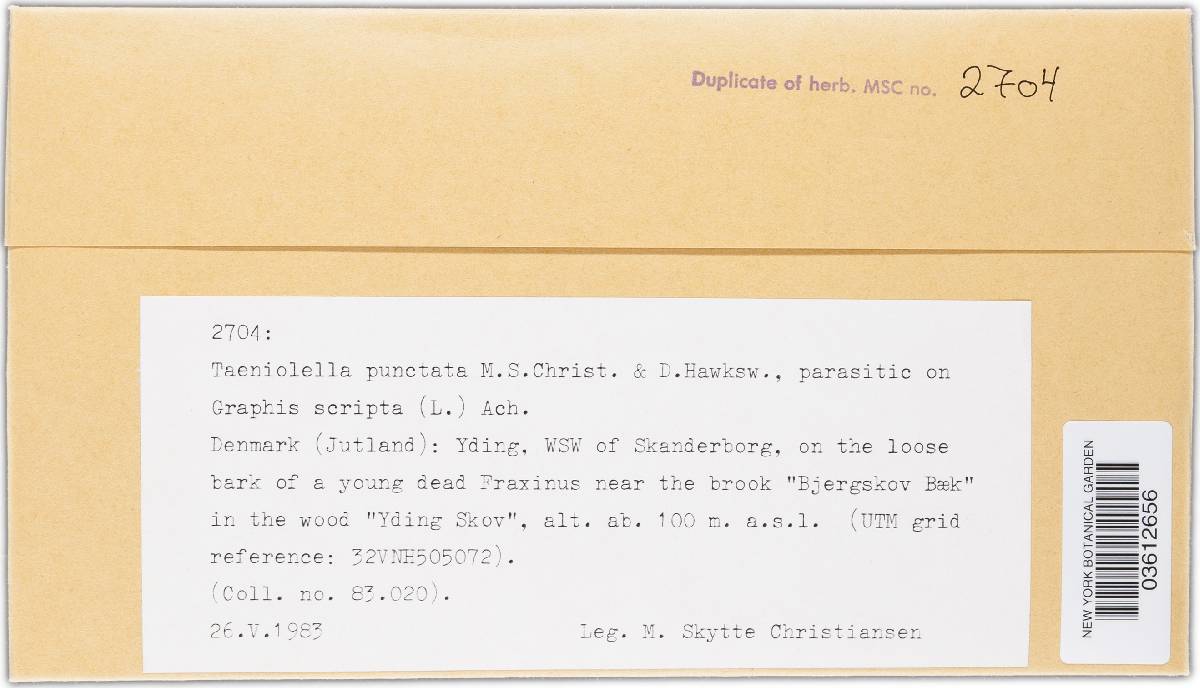 Duplicate of herb. MSC no. 2704
2704:
Taeniolella punctata M.S.Christ. & D.Hawksw., parasitic on
Graphis scripta (L.) Ach.
Denmark (Jutland): Yding, WSW of Skanderborg, on the loose
bark of a young dead Fraxinus near the brook "Bjergskov Bæk"
in the wood "Yding Skov", alt. ab. 100 m. a.s.l. (UTM grid
reference: 32VNH505072).
(Coll. no. 83.020).
26.V.1983 Leg. M. Skytte Christiansen
NEW YORK BOTANICAL GARDEN
03612656